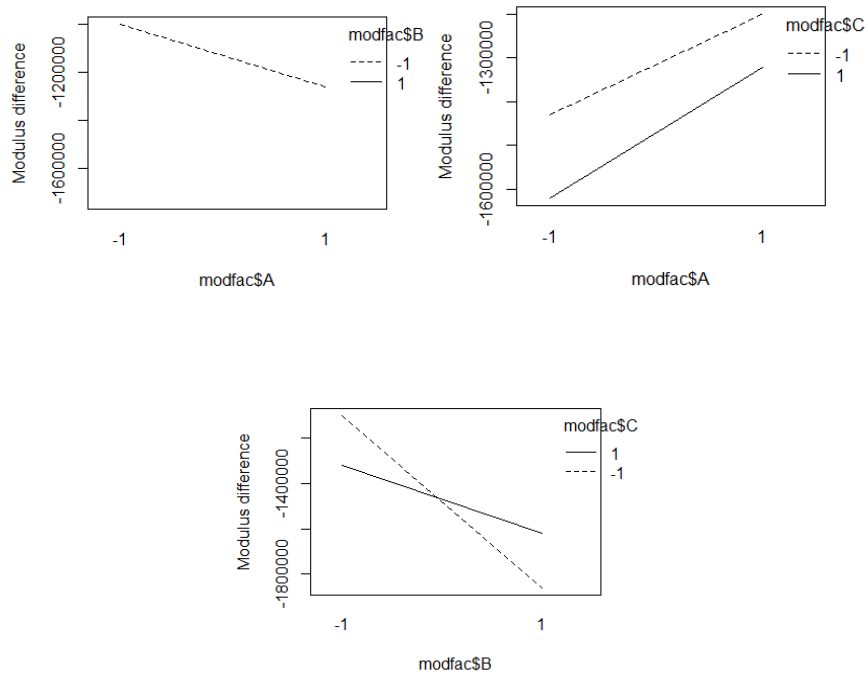 modfac$B
-1
1
Modulus difference
-1200000
-1600000
-1
1
modfac$A
modfac$C
-1
1
Modulus difference
-1300000
-1600000
-1
1
modfac$A
modfac$C
1
-1
Modulus difference
-1400000
-1800000
-1
1
modfac$B